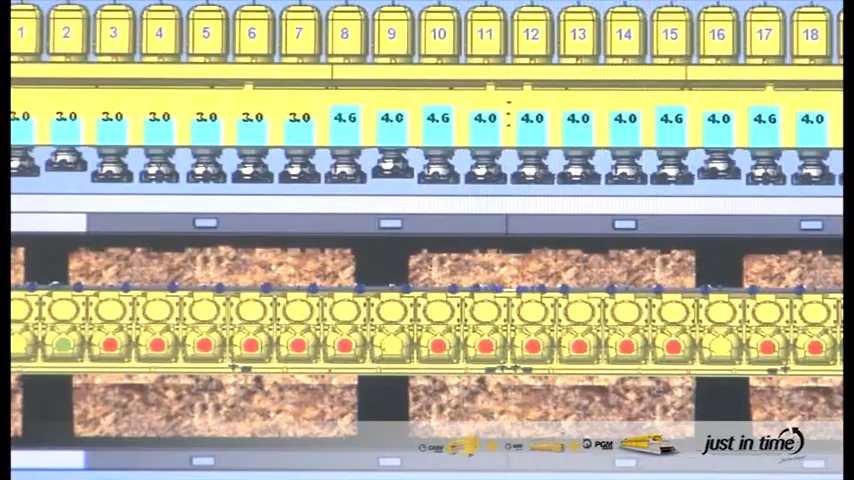 1 2 3 4 5 6 7 8 9 10 11 12 13 14 15 16 17 18
3.0 3.0 3.0 3.0 3.0 3.0 3.0 4.6 4.0 4.6 4.0 4.0 4.0 4.0 4.6 4.0 4.6 4.0
PGM just in time